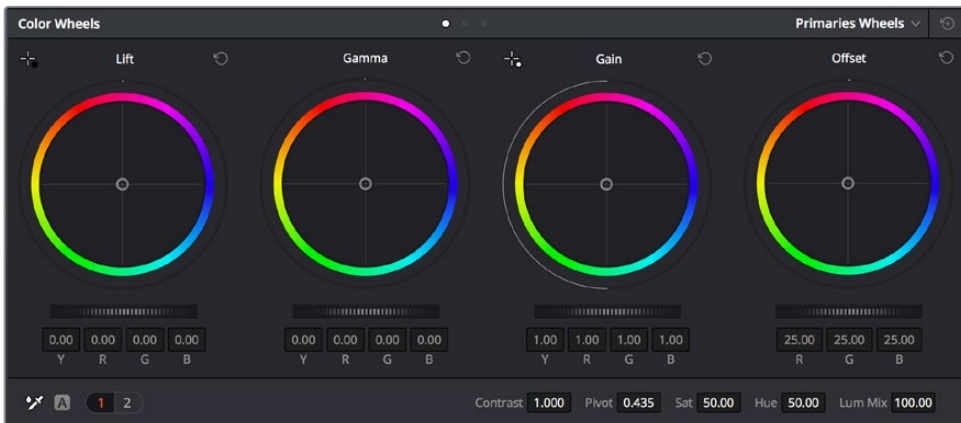 Color Wheels Primaries Wheels
Lift Gamma Gain Offset
0.00 0.00 0.00 0.00 0.00 0.00 0.00 0.00 1.00 1.00 1.00 1.00 25.00 25.00 25.00
Y R G B Y R G B Y R G B R G B
A 1 2 Contrast 1.000 Pivot 0.435 Sat 50.00 Hue 50.00 Lum Mix 100.00